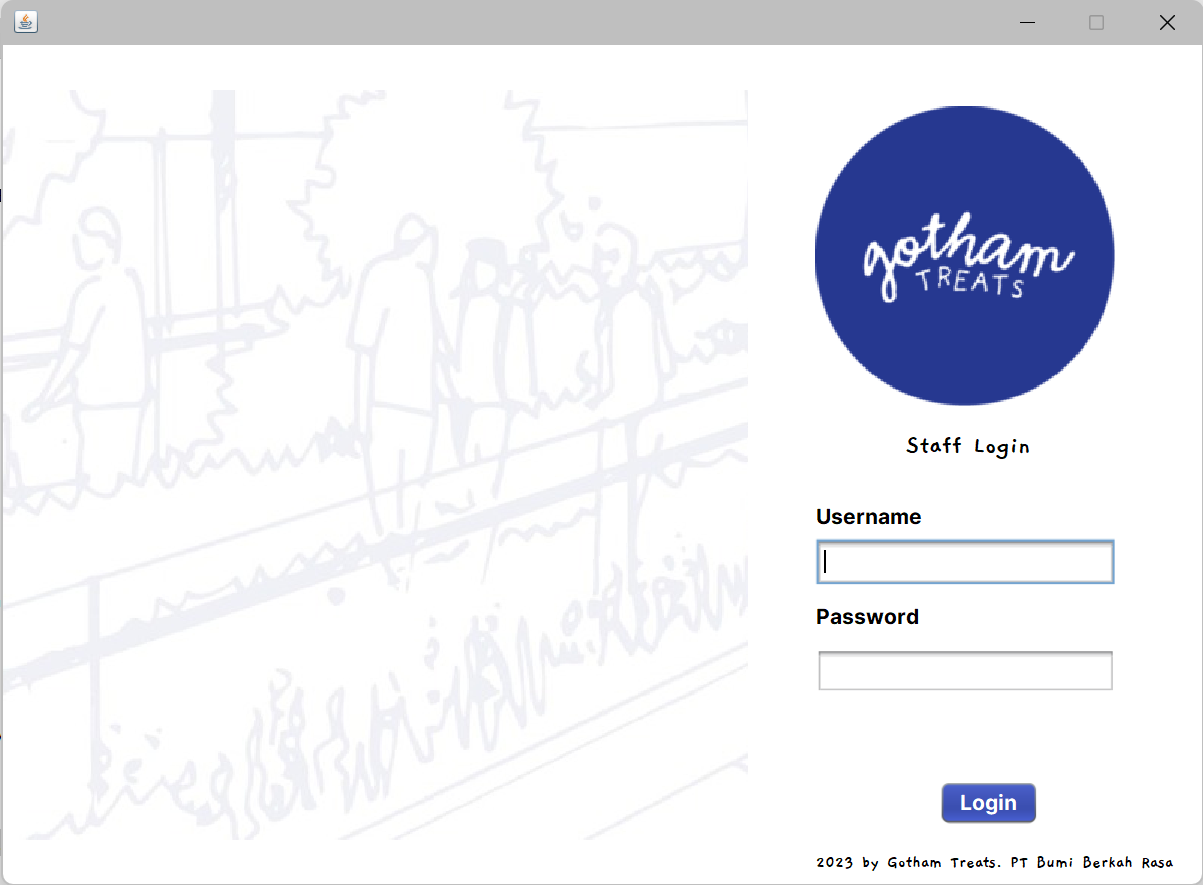 gotham
TREATS
Staff Login
Username
Password
Login
2023 by Gotham Treats. PT Bumi Berkah Rasa